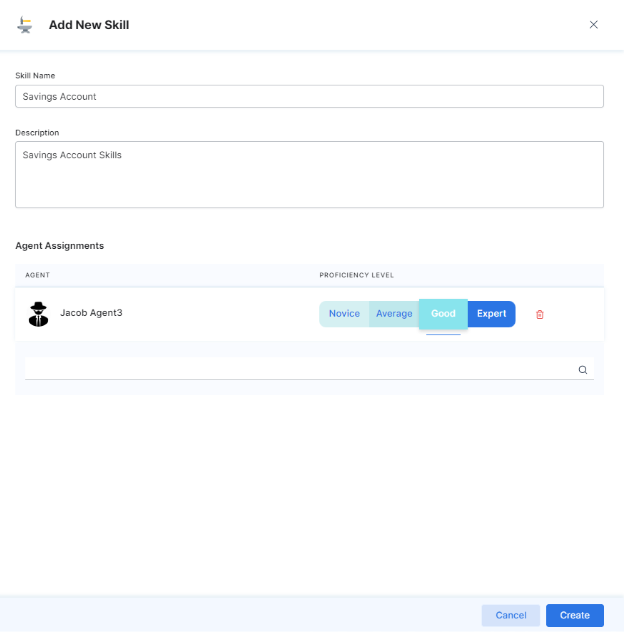 Add New Skill
Skill Name
Savings Account
Description
Savings Account Skills
Agent Assignments
AGENT PROFICIENCY LEVEL
Jacob Agent3 Novice Average Good Expert
Cancel Create